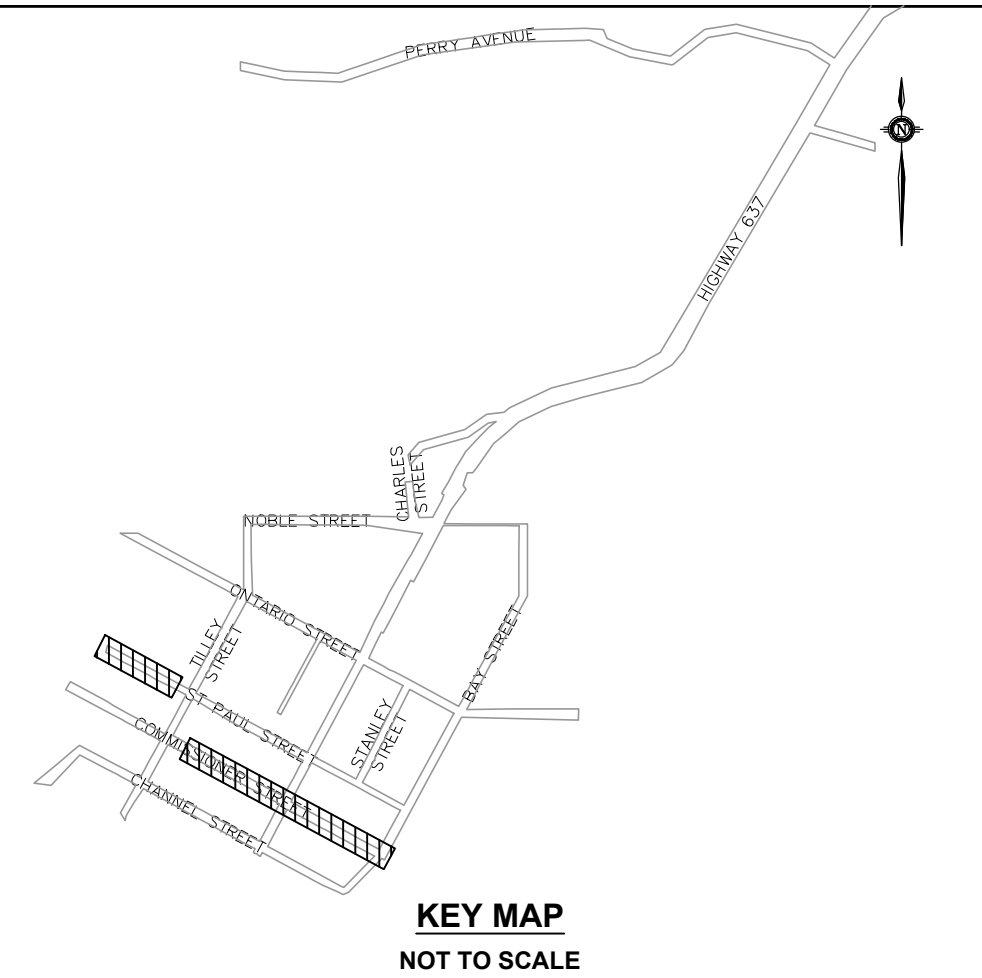 PERRY AVENUE
N
HIGHWAY 637
CHARLES
STREET
NOBLE STREET
ONTARIO STREET
TILLEY
STREET
BAY STREET
ST PAUL STREET
STANLEY
STREET
COMMISSIONER STREET
CHANNEL STREET
KEY MAP
NOT TO SCALE